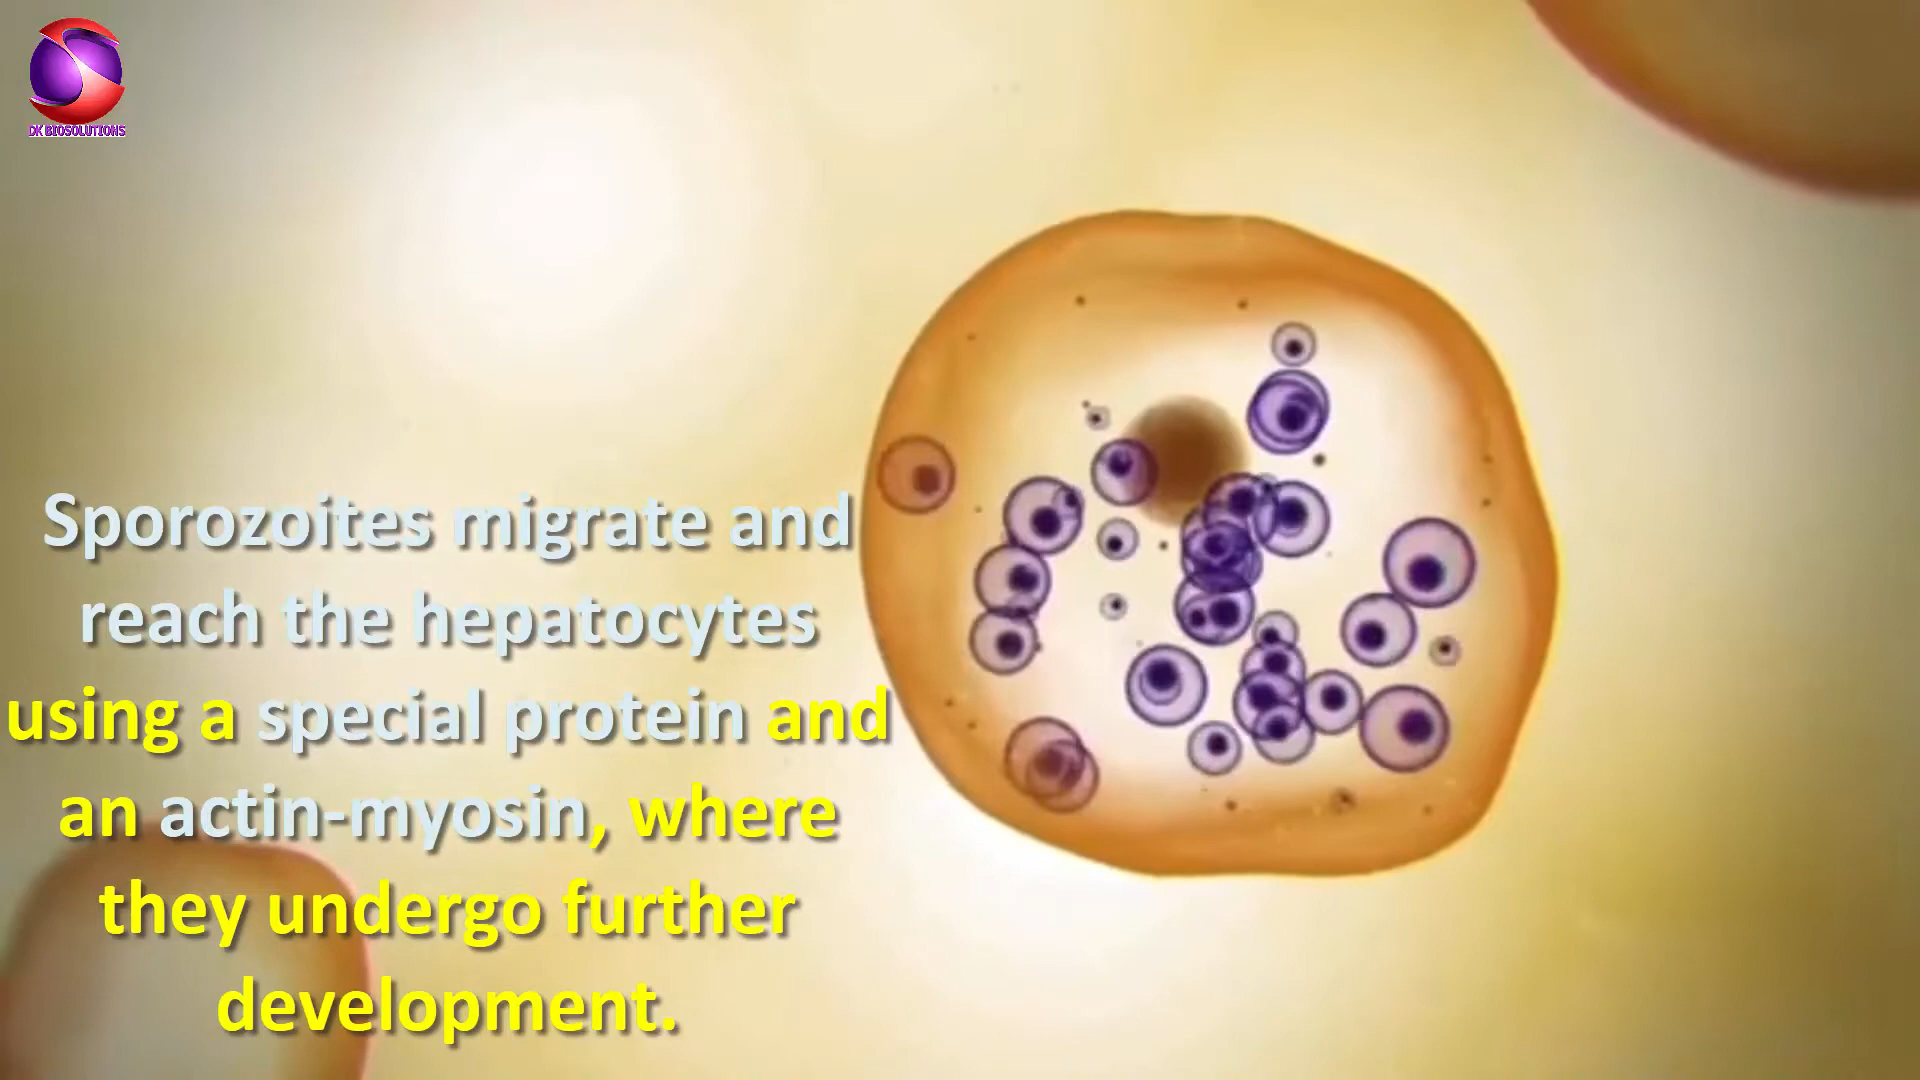 DK BIOSOLUTIONS
Sporozoites migrate and
reach the hepatocytes
using a special protein and
an actin-myosin, where
they undergo further
development.